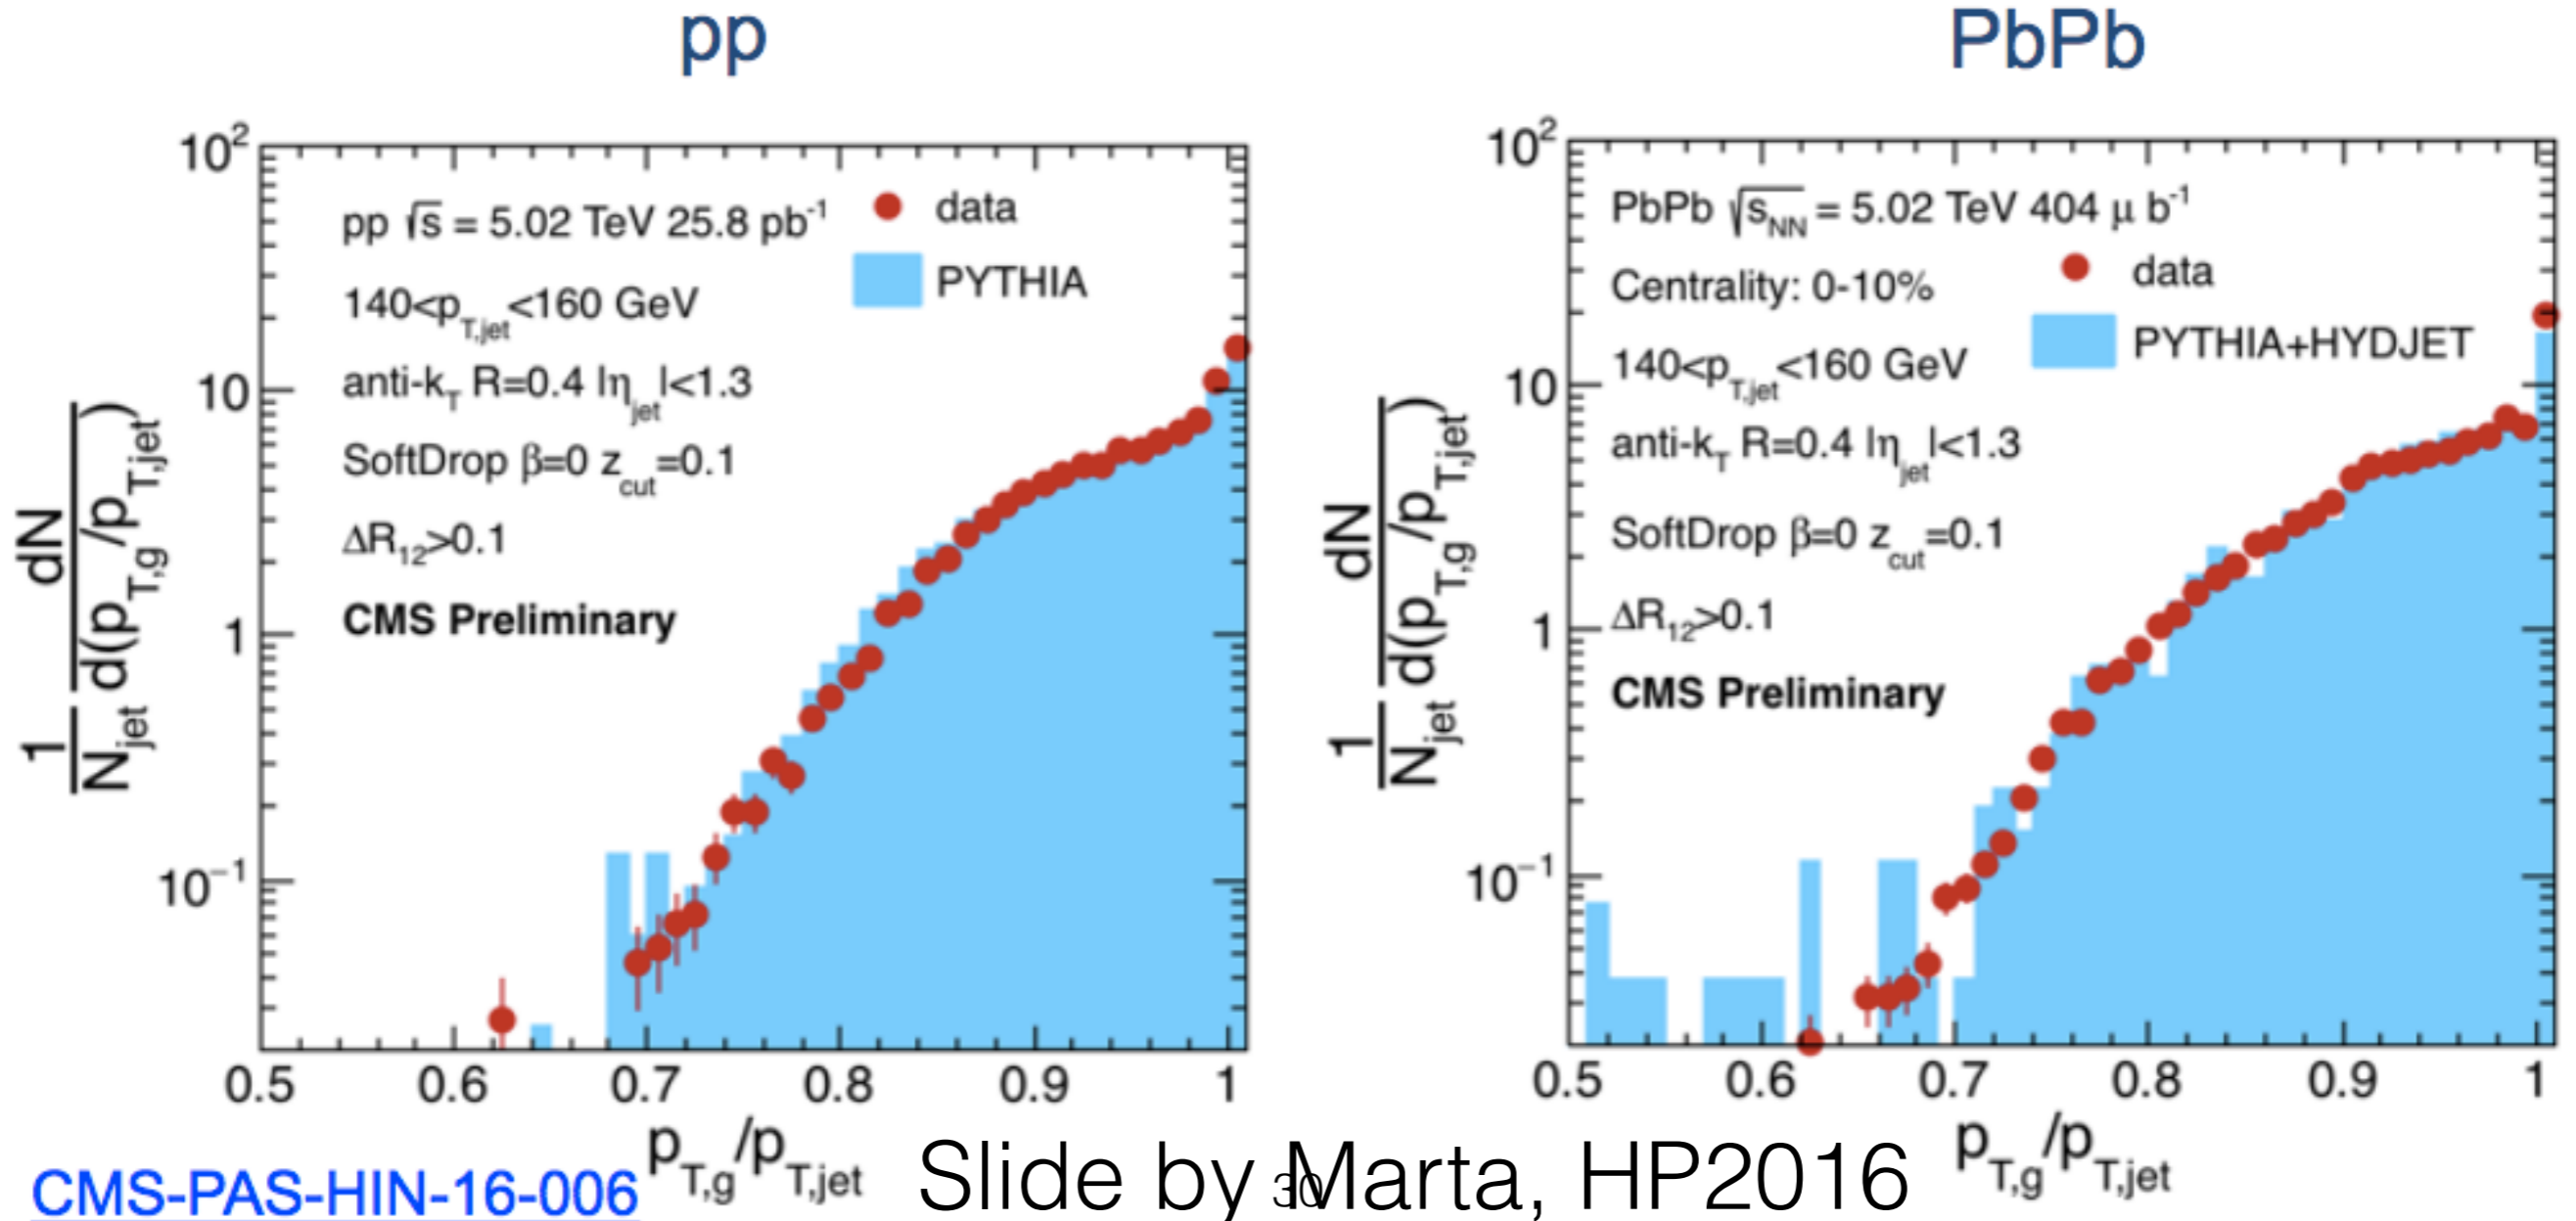 pp
10²
10
1
10⁻¹
0.5 0.6 0.7 0.8 0.9 1
1/N_jet dN/d(p_T,g/p_T,jet)
p_T,g/p_T,jet
pp √s = 5.02 TeV 25.8 pb⁻¹
140<p_T,jet<160 GeV
anti-k_T R=0.4 |η_jet|<1.3
SoftDrop β=0 z_cut=0.1
ΔR₁₂>0.1
CMS Preliminary
data
PYTHIA
PbPb
10²
10
1
10⁻¹
0.5 0.6 0.7 0.8 0.9 1
1/N_jet dN/d(p_T,g/p_T,jet)
p_T,g/p_T,jet
PbPb √s_NN = 5.02 TeV 404 μ b⁻¹
Centrality: 0-10%
140<p_T,jet<160 GeV
anti-k_T R=0.4 |η_jet|<1.3
SoftDrop β=0 z_cut=0.1
ΔR₁₂>0.1
CMS Preliminary
data
PYTHIA+HYDJET
CMS-PAS-HIN-16-006
Slide by Marta, HP2016
30